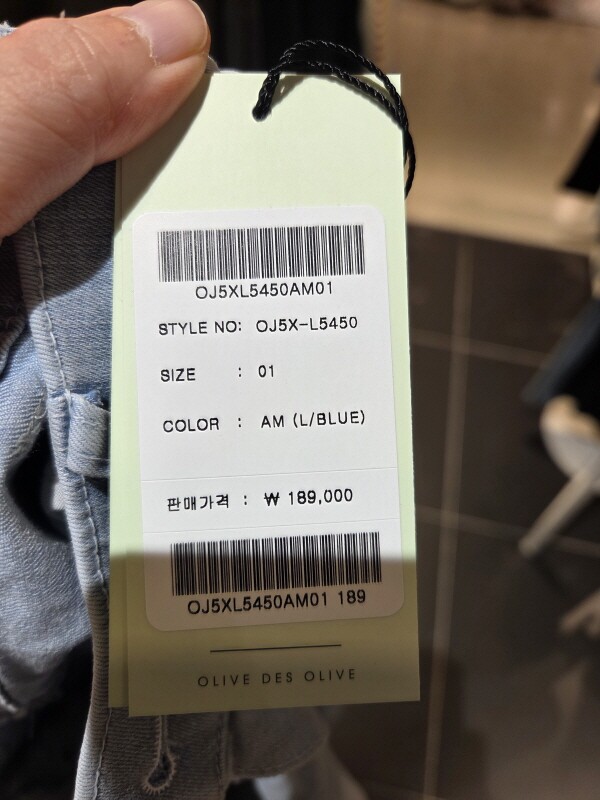 OJ5XL5450AM01
STYLE NO: OJ5X-L5450
SIZE : 01
COLOR : AM (L/BLUE)
판매가격 : ₩ 189,000
OJ5XL5450AM01 189
OLIVE DES OLIVE